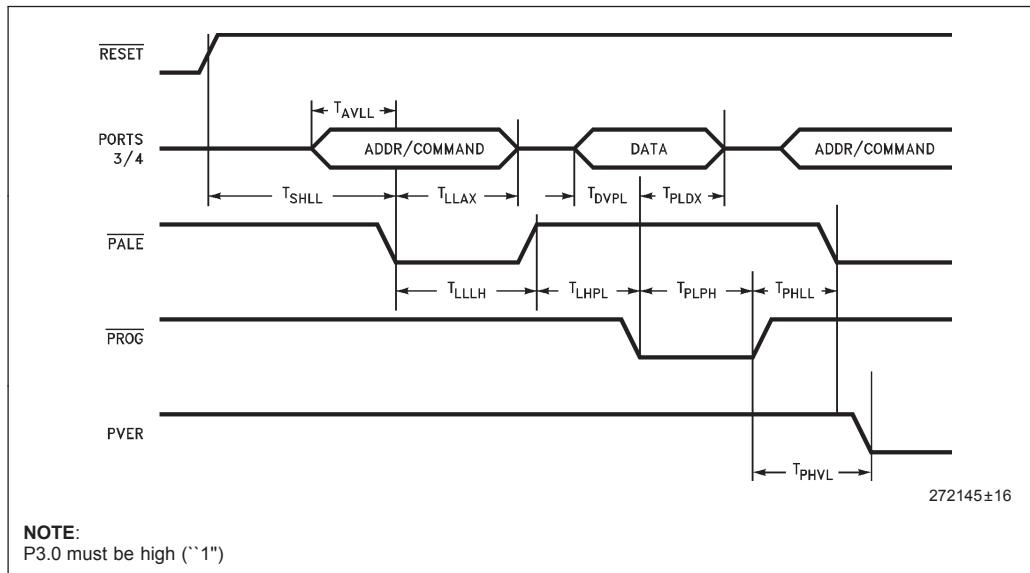 RESET
T_AVLL
PORTS 3/4
ADDR/COMMAND
DATA
ADDR/COMMAND
T_SHLL
T_LLAX
T_DVPL
T_PLDX
PALE
T_LLLH
T_LHPL
T_PLPH
T_PHLL
PROG
PVER
T_PHVL
272145±16
NOTE:
P3.0 must be high (``1")